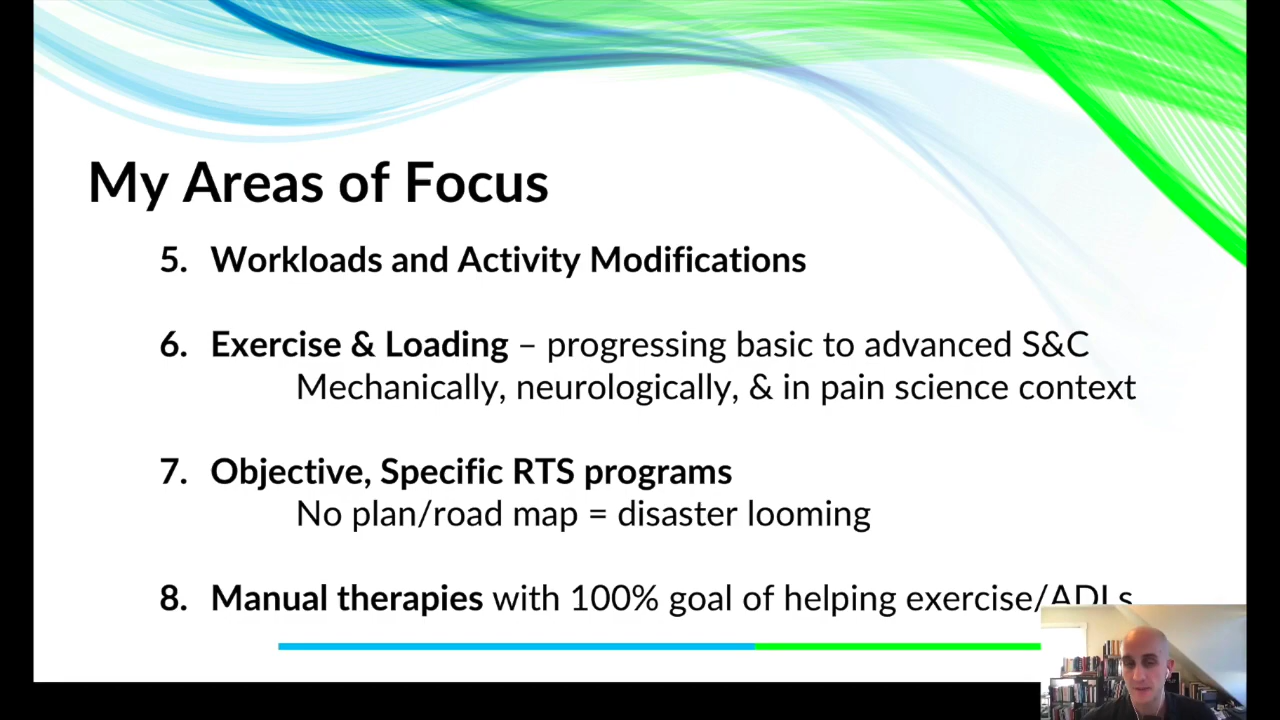 My Areas of Focus
5. Workloads and Activity Modifications
6. Exercise & Loading – progressing basic to advanced S&C
Mechanically, neurologically, & in pain science context
7. Objective, Specific RTS programs
No plan/road map = disaster looming
8. Manual therapies with 100% goal of helping exercise/ADLs